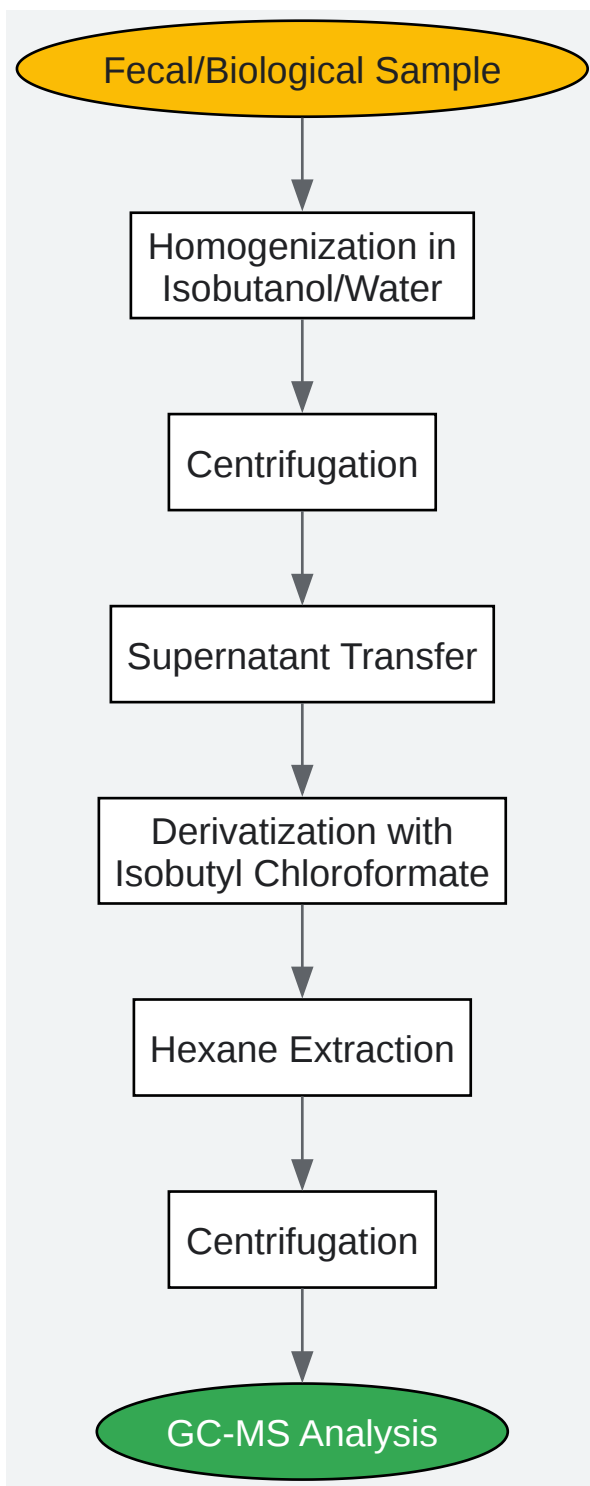 Fecal/Biological Sample
Homogenization in
Isobutanol/Water
Centrifugation
Supernatant Transfer
Derivatization with
Isobutyl Chloroformate
Hexane Extraction
Centrifugation
GC-MS Analysis